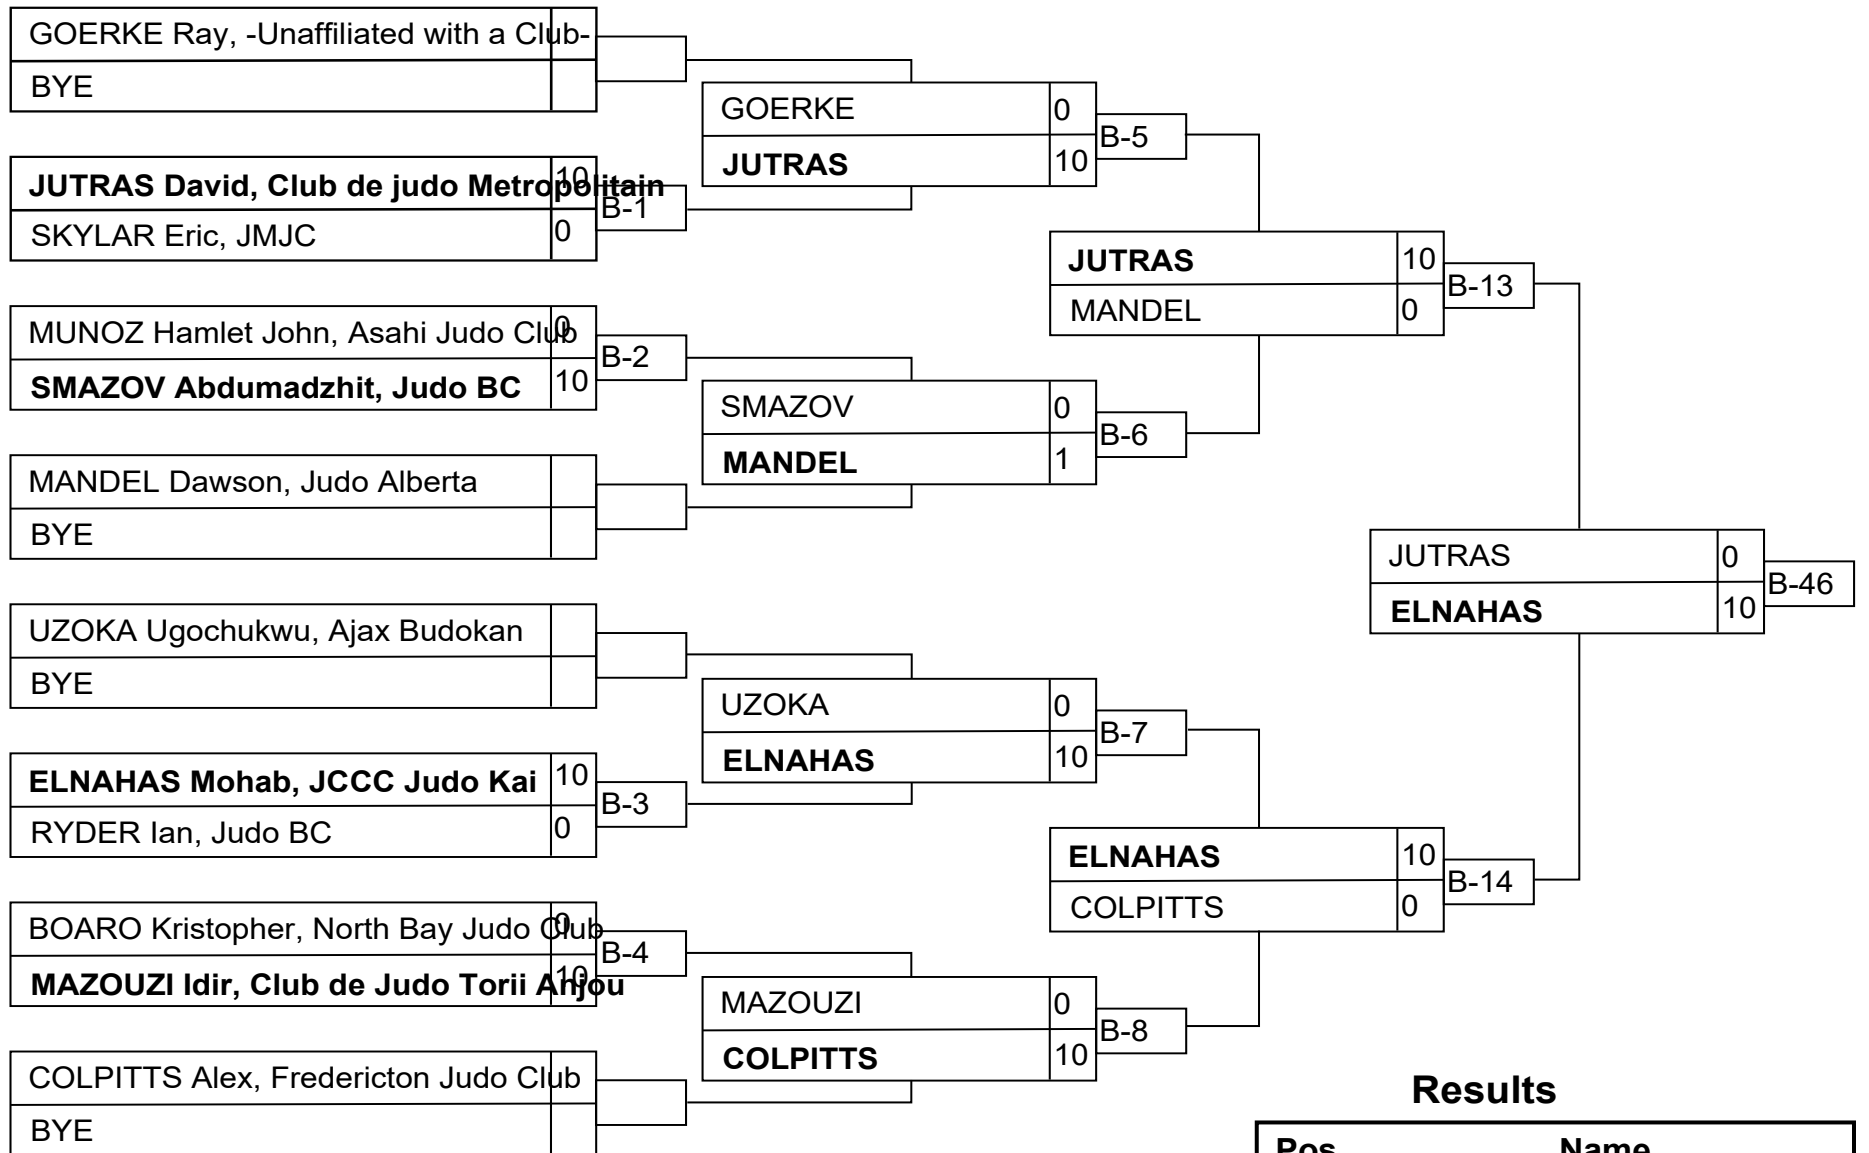 GOERKE Ray, -Unaffiliated with a Club-
BYE
JUTRAS David, Club de judo Metropolitain 10
SKYLAR Eric, JMJC 0
B-1
MUNOZ Hamlet John, Asahi Judo Club 0
SMAZOV Abdumadzhit, Judo BC 10
B-2
MANDEL Dawson, Judo Alberta
BYE
UZOKA Ugochukwu, Ajax Budokan
BYE
ELNAHAS Mohab, JCCC Judo Kai 10
RYDER Ian, Judo BC 0
B-3
BOARO Kristopher, North Bay Judo Club 0
MAZOUZI Idir, Club de Judo Torii Anjou 10
B-4
COLPITTS Alex, Fredericton Judo Club
BYE
GOERKE 0
JUTRAS 10
B-5
SMAZOV 0
MANDEL 1
B-6
UZOKA 0
ELNAHAS 10
B-7
MAZOUZI 0
COLPITTS 10
B-8
JUTRAS 10
MANDEL 0
B-13
ELNAHAS 10
COLPITTS 0
B-14
JUTRAS 0
ELNAHAS 10
B-46
Results
Pos Name